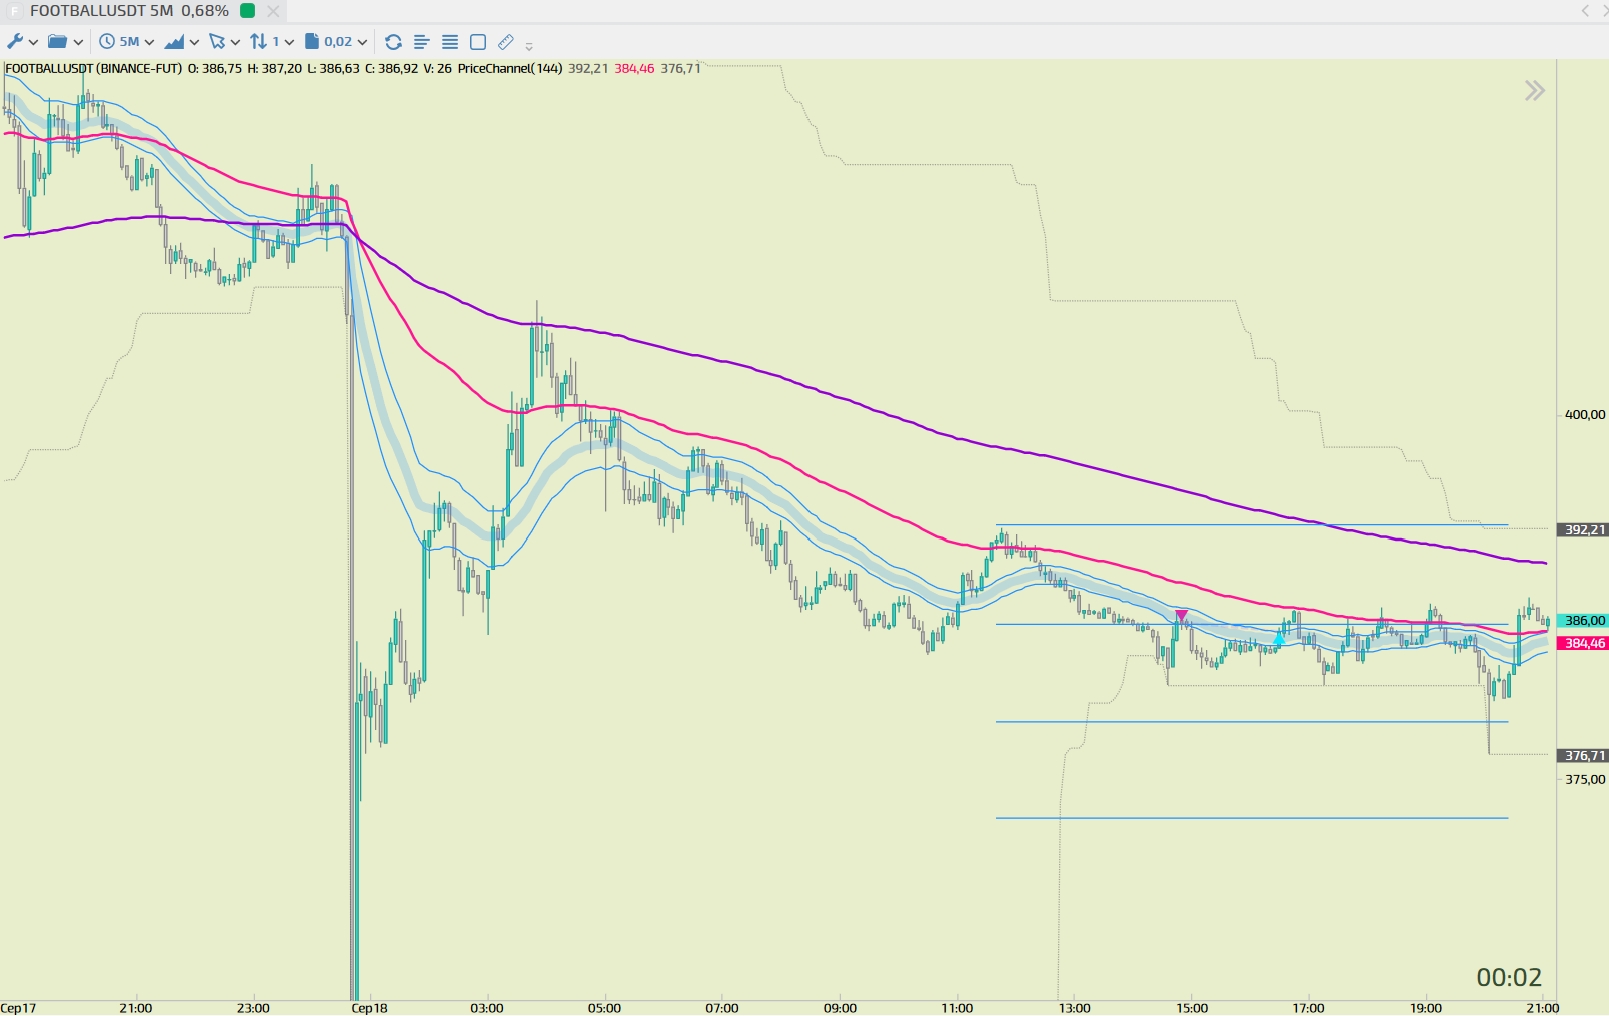 FOOTBALLUSDT 5M 0,68%
5M 1 0,02
FOOTBALLUSDT (BINANCE-FUT) O: 386,75 H: 387,20 L: 386,63 C: 386,92 V: 26 PriceChannel(144) 392,21 384,46 376,71
400,00
392,21
386,00
384,46
376,71
375,00
00:02
Сер17 21:00 23:00 Сер18 03:00 05:00 07:00 09:00 11:00 13:00 15:00 17:00 19:00 21:00